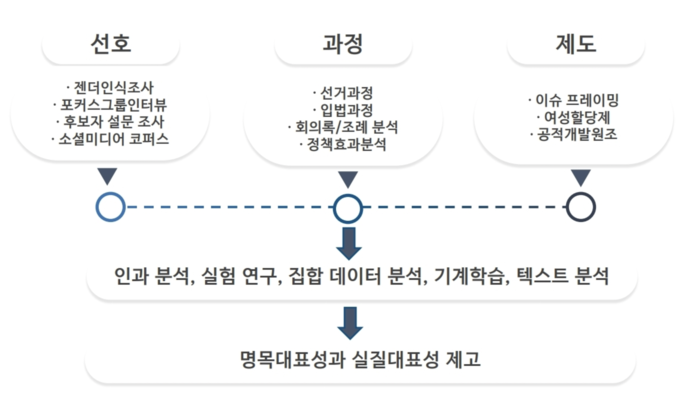 선호
· 젠더인식조사
· 포커스그룹인터뷰
· 후보자 설문 조사
· 소셜미디어 코퍼스
과정
· 선거과정
· 입법과정
· 회의록/조례 분석
· 정책효과분석
제도
· 이슈 프레이밍
· 여성할당제
· 공적개발원조
인과 분석, 실험 연구, 집합 데이터 분석, 기계학습, 텍스트 분석
명목대표성과 실질대표성 제고